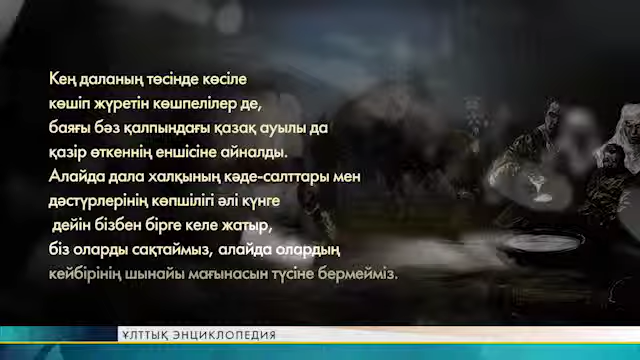 Кең даланың төсінде көсіле
көшіп жүретін көшпелілер де,
баяғы бәз қалпындағы қазақ ауылы да
қазір өткеннің еншісіне айналды.
Алайда дала халқының кәде-салттары мен
дәстүрлерінің көпшілігі әлі күнге
дейін бізбен бірге келе жатыр,
біз оларды сақтаймыз, алайда олардың
кейбірінің шынайы мағынасын түсіне бермейміз.
ҰЛТТЫҚ ЭНЦИКЛОПЕДИЯ